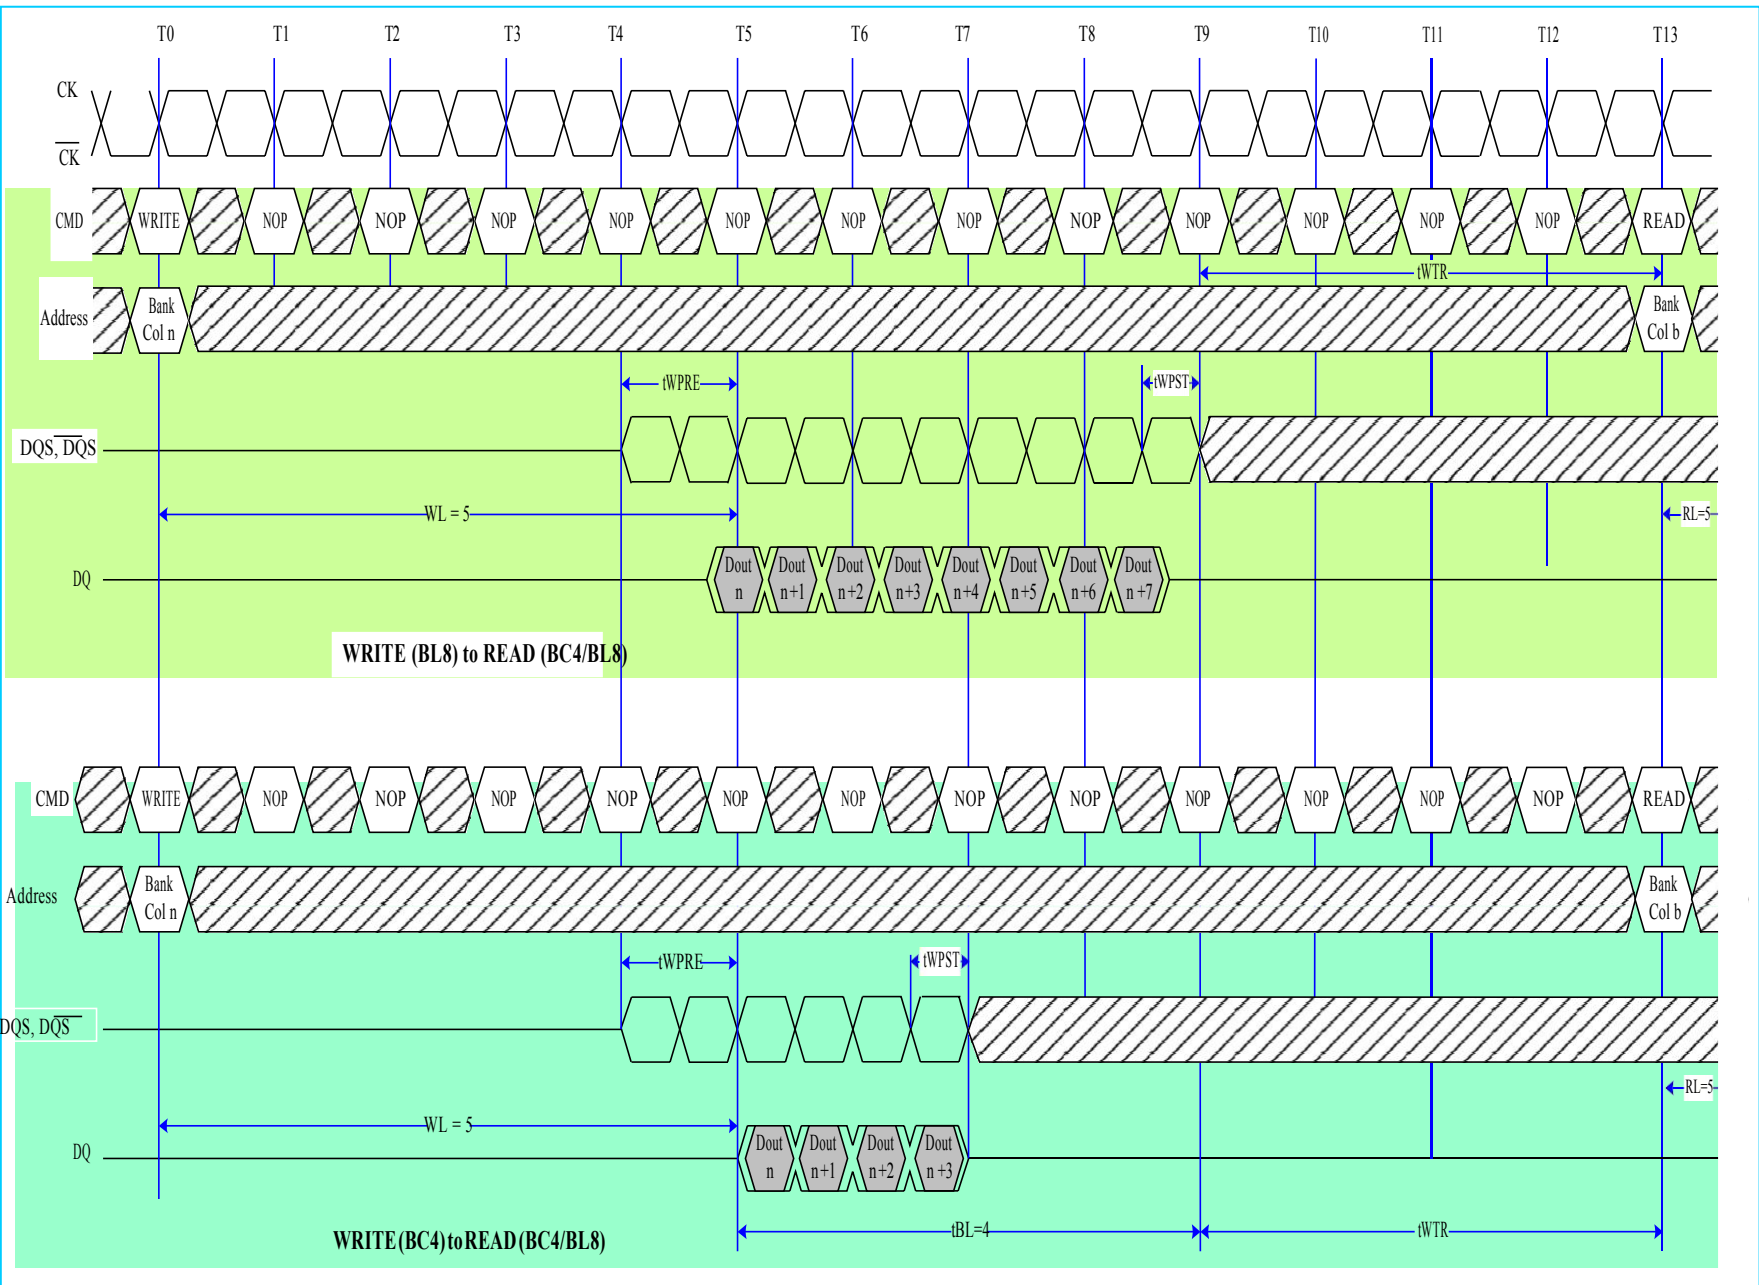 T0 T1 T2 T3 T4 T5 T6 T7 T8 T9 T10 T11 T12 T13
CK
CK
CMD WRITE NOP NOP NOP NOP NOP NOP NOP NOP NOP NOP NOP NOP READ
tWTR
Address Bank Col n Bank Col b
tWPRE tWPST
DQS, DQS
WL = 5 RL=5
DQ Dout n Dout n+1 Dout n+2 Dout n+3 Dout n+4 Dout n+5 Dout n+6 Dout n+7
WRITE (BL8) to READ (BC4/BL8)
CMD WRITE NOP NOP NOP NOP NOP NOP NOP NOP NOP NOP NOP NOP READ
Address Bank Col n Bank Col b
tWPRE tWPST
DQS, DQS
RL=5
WL = 5
DQ Dout n Dout n+1 Dout n+2 Dout n+3
tBL=4 tWTR
WRITE (BC4) to READ (BC4/BL8)